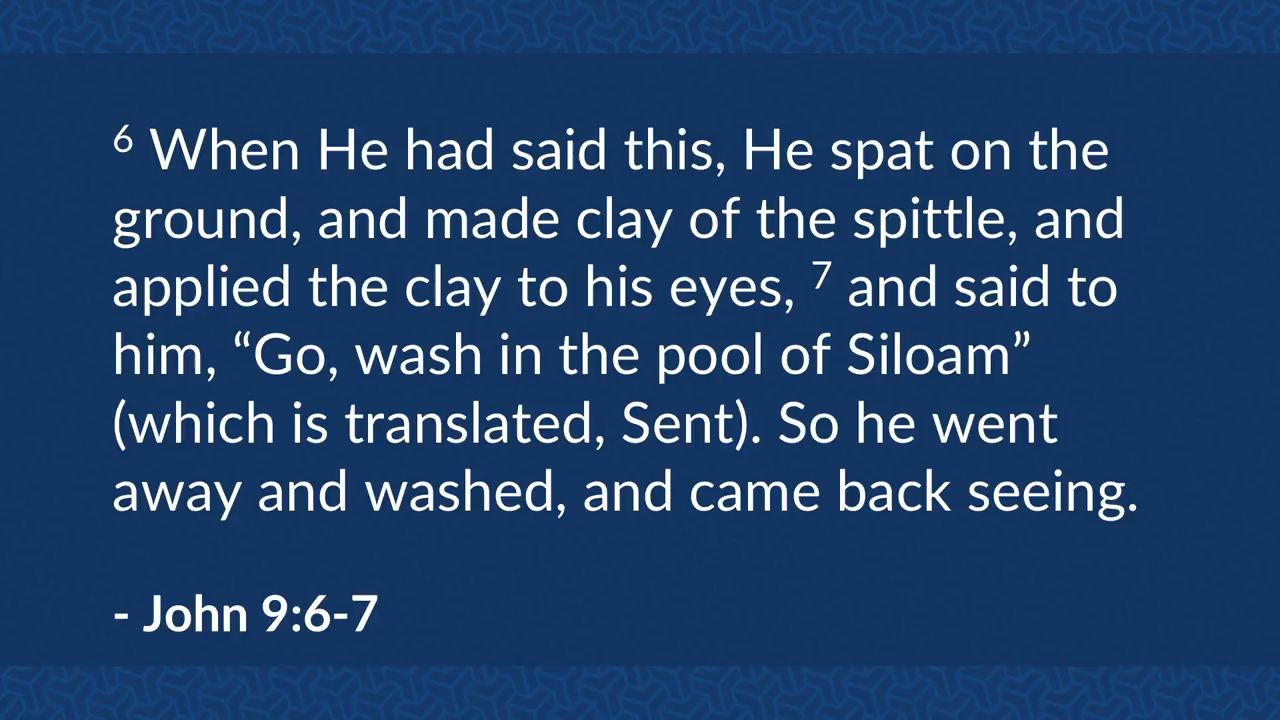 ⁶ When He had said this, He spat on the
ground, and made clay of the spittle, and
applied the clay to his eyes, ⁷ and said to
him, “Go, wash in the pool of Siloam”
(which is translated, Sent). So he went
away and washed, and came back seeing.
- John 9:6-7